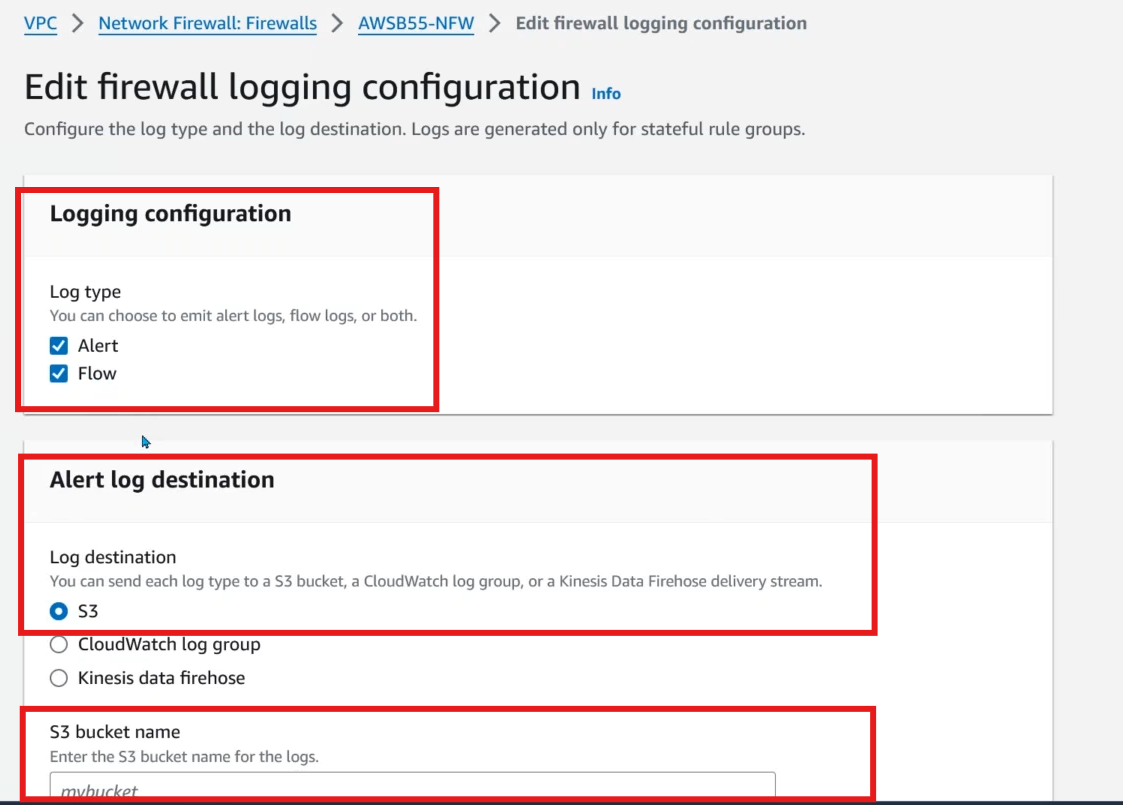 VPC > Network Firewall: Firewalls > AWSB55-NFW > Edit firewall logging configuration
Edit firewall logging configuration Info
Configure the log type and the log destination. Logs are generated only for stateful rule groups.
Logging configuration
Log type
You can choose to emit alert logs, flow logs, or both.
Alert
Flow
Alert log destination
Log destination
You can send each log type to a S3 bucket, a CloudWatch log group, or a Kinesis Data Firehose delivery stream.
S3
CloudWatch log group
Kinesis data firehose
S3 bucket name
Enter the S3 bucket name for the logs.
mybucket